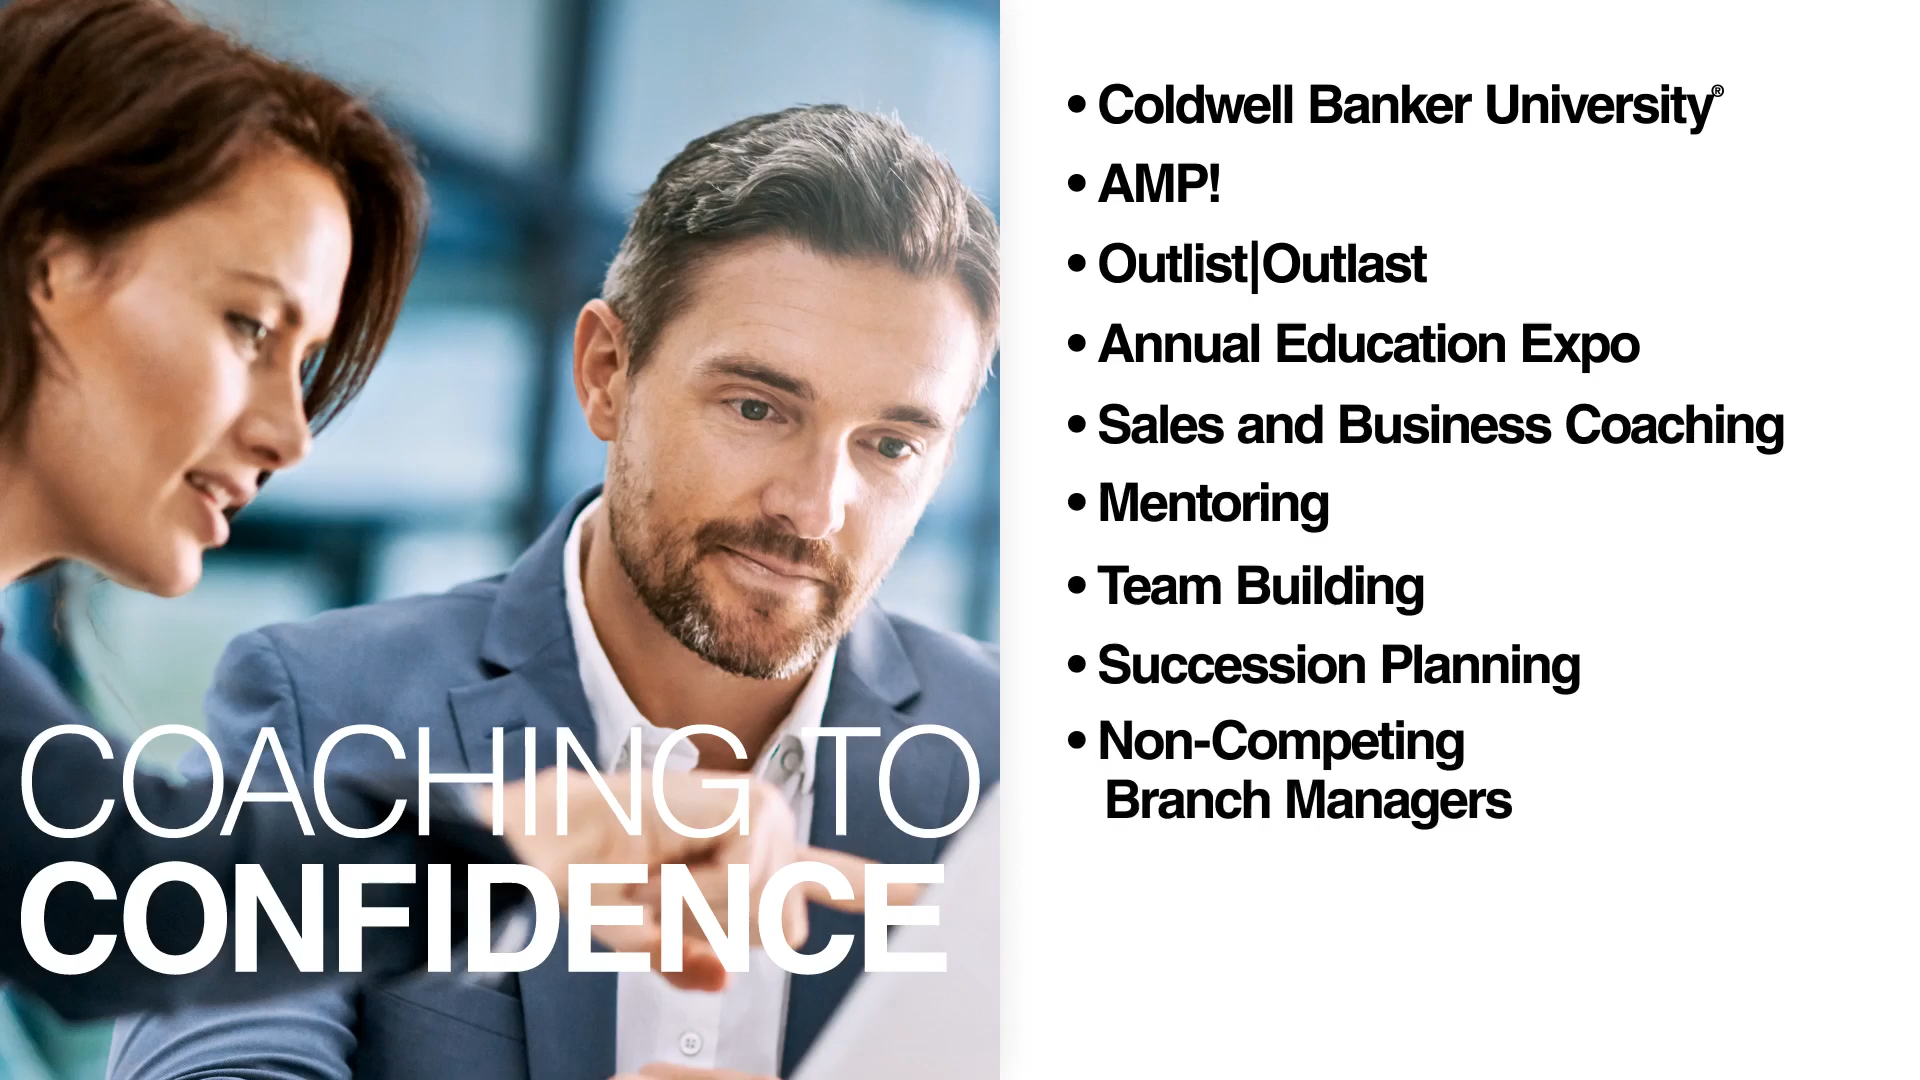 COACHING TO
CONFIDENCE
• Coldwell Banker University®
• AMP!
• Outlist|Outlast
• Annual Education Expo
• Sales and Business Coaching
• Mentoring
• Team Building
• Succession Planning
• Non-Competing
Branch Managers